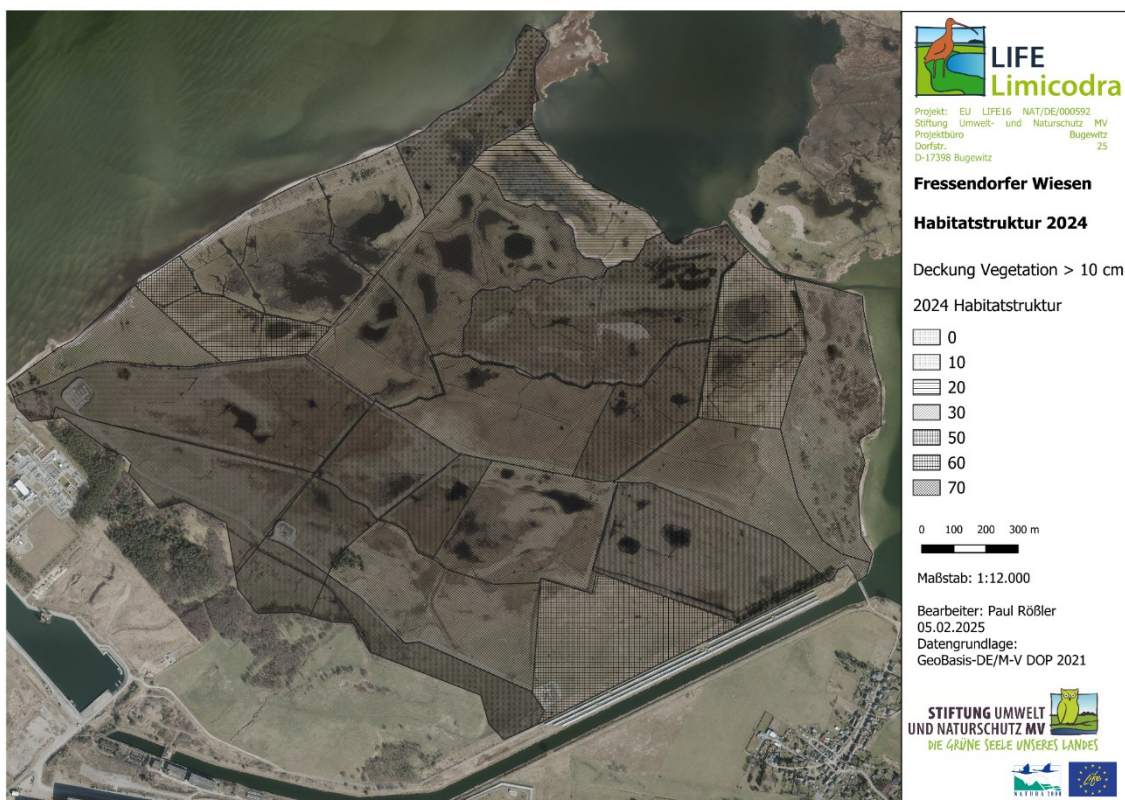 LIFE
Limicodra
Projekt: EU LIFE16 NAT/DE/000592
Stiftung Umwelt- und Naturschutz MV
Projektbüro Bugewitz
Dorfstr. 25
D-17398 Bugewitz
Fressendorfer Wiesen
Habitatstruktur 2024
Deckung Vegetation > 10 cm
2024 Habitatstruktur
0
10
20
30
50
60
70
0 100 200 300 m
Maßstab: 1:12.000
Bearbeiter: Paul Rößler
05.02.2025
Datengrundlage:
GeoBasis-DE/M-V DOP 2021
STIFTUNG UMWELT
UND NATURSCHUTZ MV
DIE GRÜNE SEELE UNSERES LANDES
NATURA 2000
Life